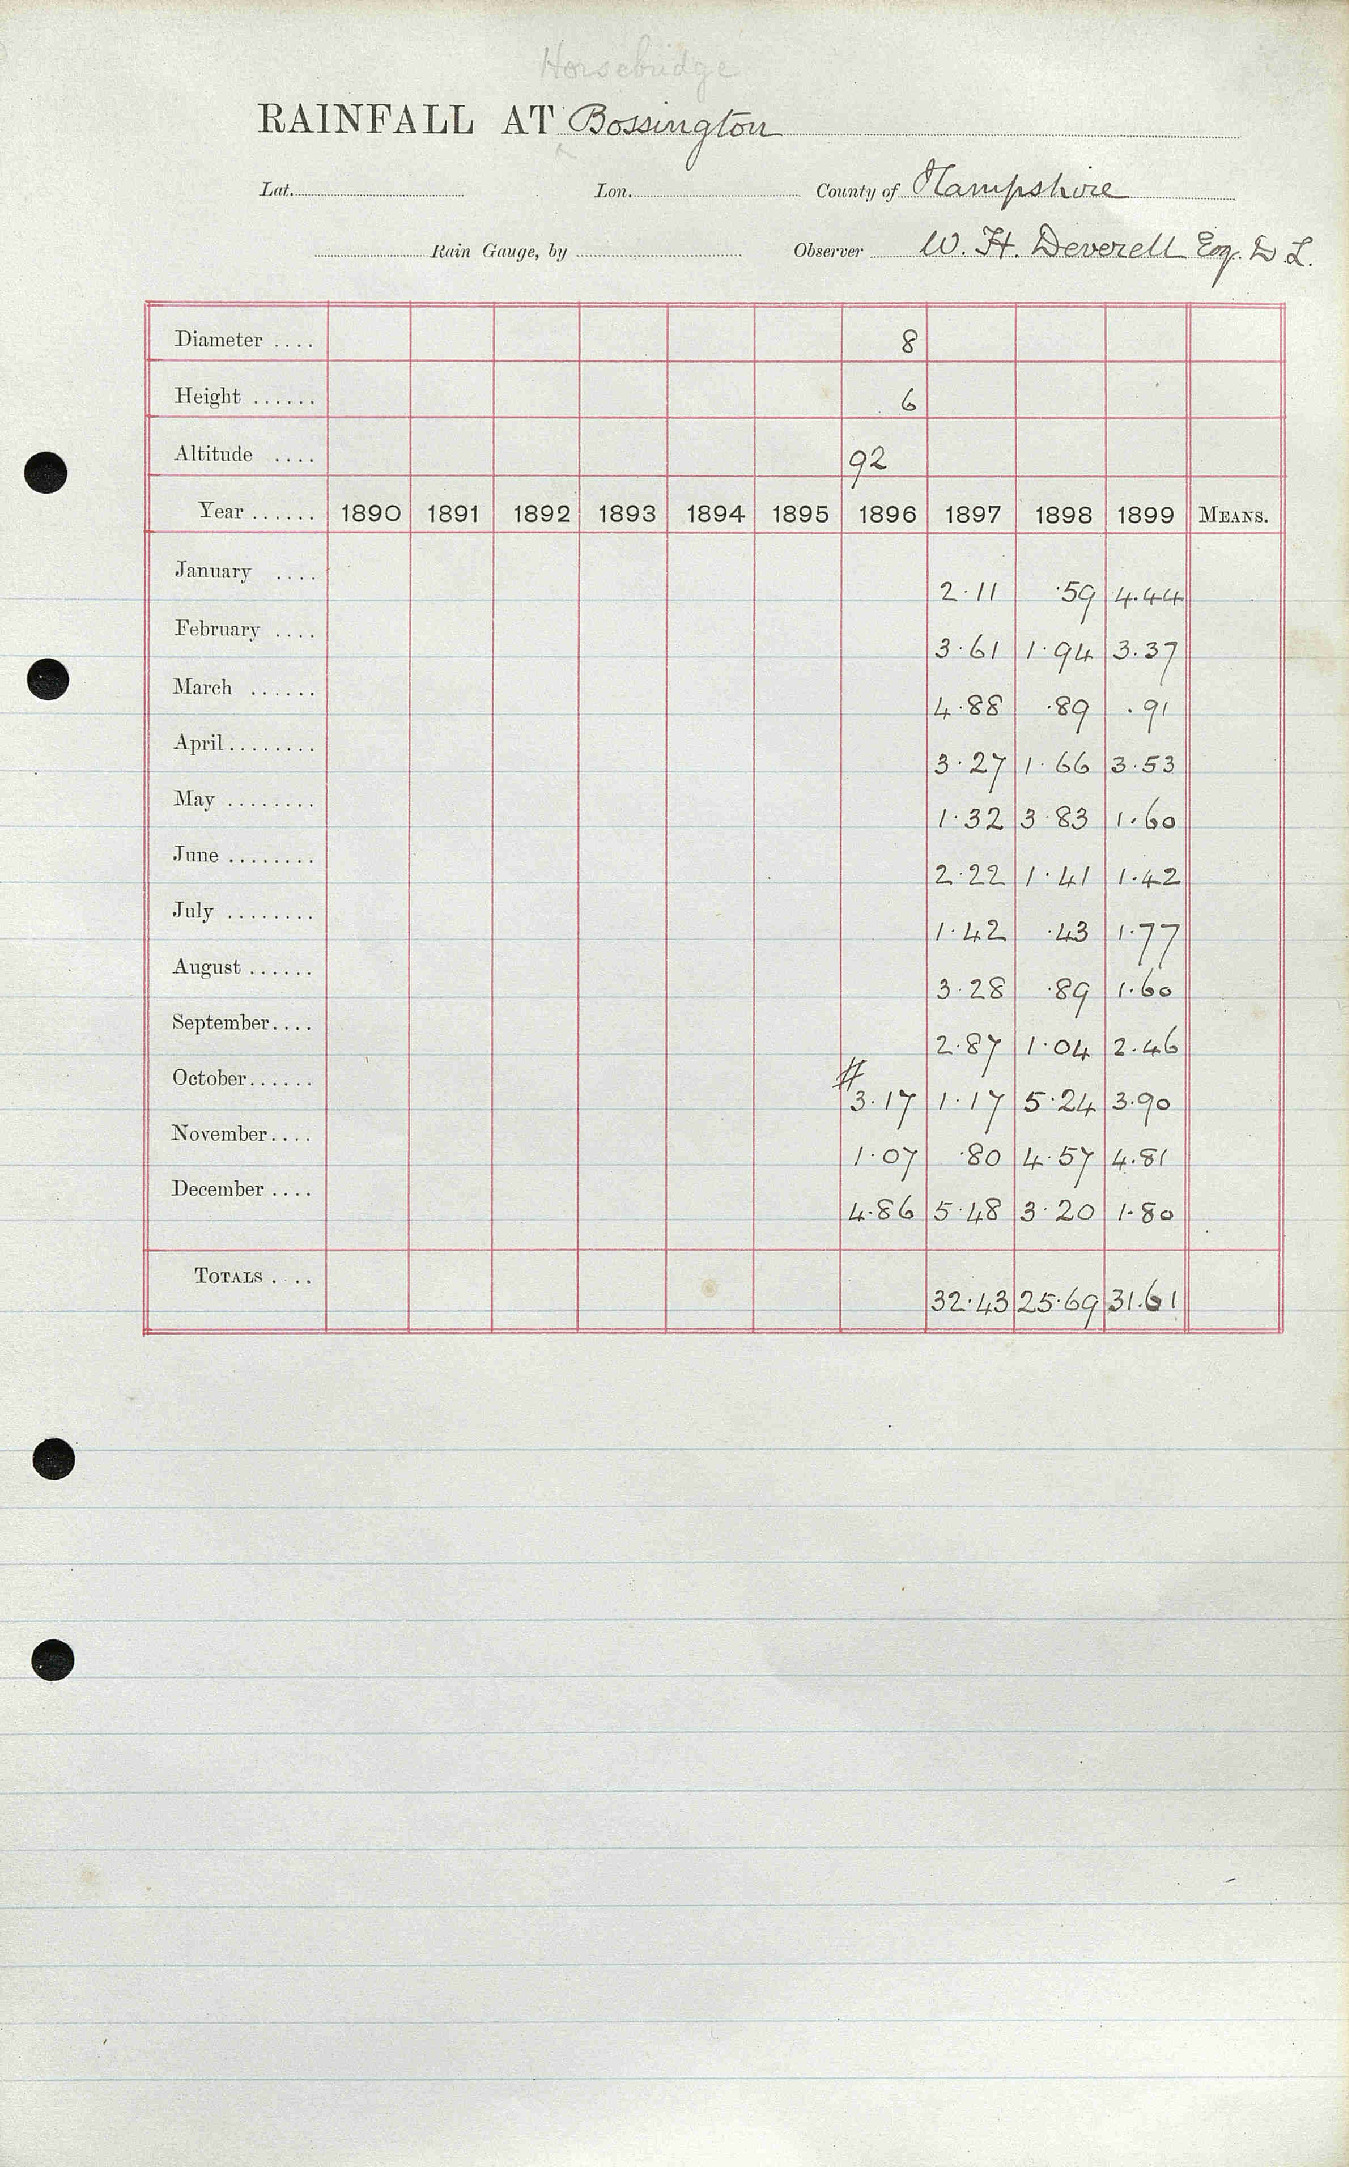 Horsebridge
RAINFALL AT Bossington
Lat. Lon. County of Hampshire
Rain Gauge, by Observer W. H. Deverell Esq. D L.
Diameter .... 8
Height ...... 6
Altitude .... 92
Year ...... 1890 1891 1892 1893 1894 1895 1896 1897 1898 1899 MEANS.
January .... 2.11 .59 4.44
February .... 3.61 1.94 3.37
March ...... 4.88 .89 .91
April ........ 3.27 1.66 3.53
May ........ 1.32 3.83 1.60
June ........ 2.22 1.41 1.42
July ........ 1.42 .43 1.77
August ...... 3.28 .89 1.60
September.... 2.87 1.04 2.46
October...... # 3.17 1.17 5.24 3.90
November.... 1.07 .80 4.57 4.81
December .... 4.86 5.48 3.20 1.80
TOTALS .... 32.43 25.69 31.61